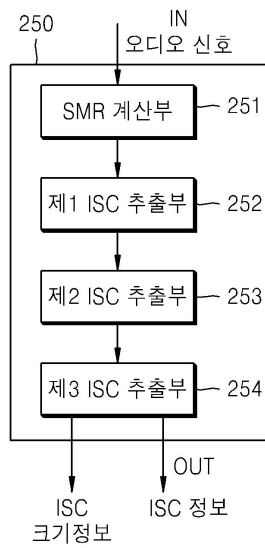 250
IN
오디오 신호
SMR 계산부
251
제1 ISC 추출부
252
제2 ISC 추출부
253
제3 ISC 추출부
254
OUT
ISC
크기정보
ISC 정보